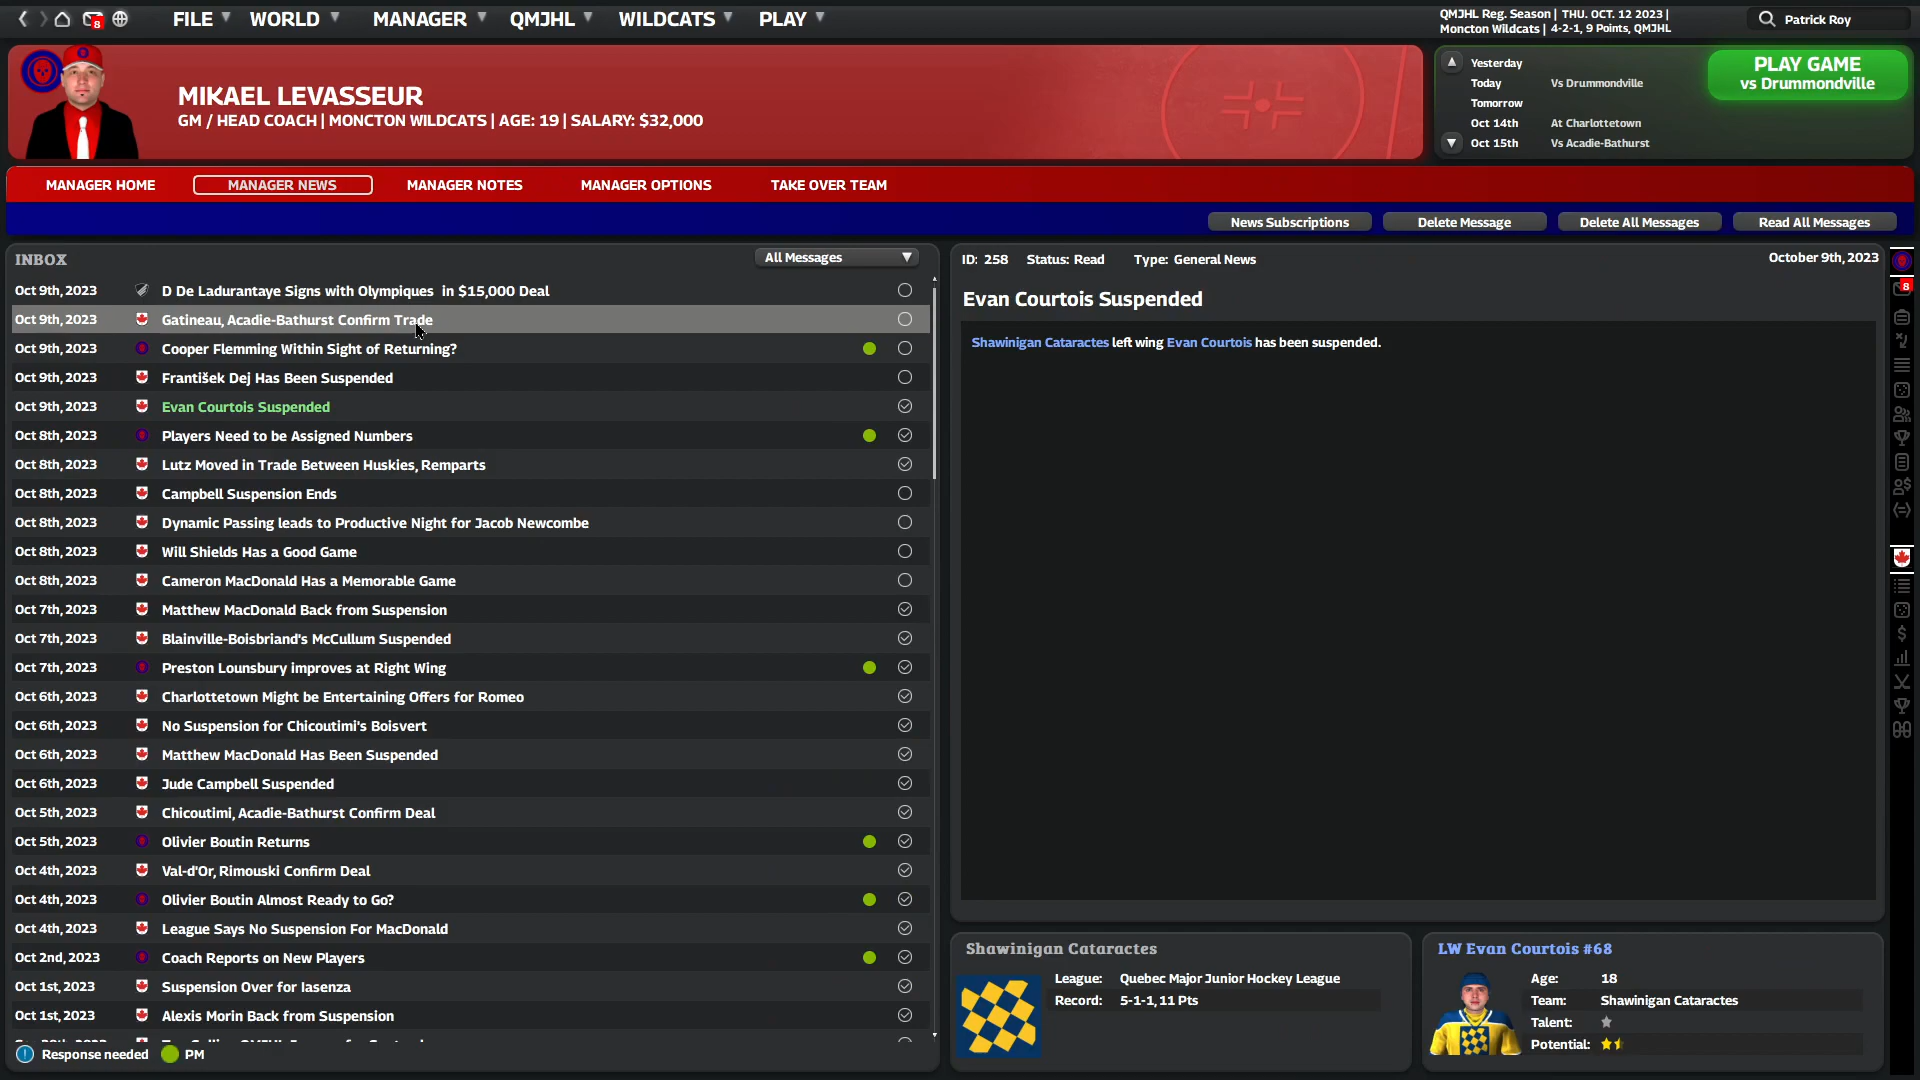 8
FILE
WORLD
MANAGER
QMJHL
WILDCATS
PLAY
QMJHL Reg. Season | THU. OCT. 12 2023 |
Moncton Wildcats | 4-2-1, 9 Points, QMJHL
Patrick Roy
MIKAEL LEVASSEUR
GM / HEAD COACH | MONCTON WILDCATS | AGE: 19 | SALARY: $32,000
Yesterday
Today Vs Drummondville
Tomorrow
Oct 14th At Charlottetown
Oct 15th Vs Acadie-Bathurst
PLAY GAME
vs Drummondville
MANAGER HOME
MANAGER NEWS
MANAGER NOTES
MANAGER OPTIONS
TAKE OVER TEAM
News Subscriptions
Delete Message
Delete All Messages
Read All Messages
INBOX
All Messages
Oct 9th, 2023 D De Ladurantaye Signs with Olympiques in $15,000 Deal
Oct 9th, 2023 Gatineau, Acadie-Bathurst Confirm Trade
Oct 9th, 2023 Cooper Flemming Within Sight of Returning?
Oct 9th, 2023 František Dej Has Been Suspended
Oct 9th, 2023 Evan Courtois Suspended
Oct 8th, 2023 Players Need to be Assigned Numbers
Oct 8th, 2023 Lutz Moved in Trade Between Huskies, Remparts
Oct 8th, 2023 Campbell Suspension Ends
Oct 8th, 2023 Dynamic Passing leads to Productive Night for Jacob Newcombe
Oct 8th, 2023 Will Shields Has a Good Game
Oct 8th, 2023 Cameron MacDonald Has a Memorable Game
Oct 7th, 2023 Matthew MacDonald Back from Suspension
Oct 7th, 2023 Blainville-Boisbriand's McCullum Suspended
Oct 7th, 2023 Preston Lounsbury improves at Right Wing
Oct 6th, 2023 Charlottetown Might be Entertaining Offers for Romeo
Oct 6th, 2023 No Suspension for Chicoutimi's Boisvert
Oct 6th, 2023 Matthew MacDonald Has Been Suspended
Oct 6th, 2023 Jude Campbell Suspended
Oct 5th, 2023 Chicoutimi, Acadie-Bathurst Confirm Deal
Oct 5th, 2023 Olivier Boutin Returns
Oct 4th, 2023 Val-d'Or, Rimouski Confirm Deal
Oct 4th, 2023 Olivier Boutin Almost Ready to Go?
Oct 4th, 2023 League Says No Suspension For MacDonald
Oct 2nd, 2023 Coach Reports on New Players
Oct 1st, 2023 Suspension Over for Iasenza
Oct 1st, 2023 Alexis Morin Back from Suspension
Response needed
PM
ID: 258 Status: Read Type: General News
October 9th, 2023
Evan Courtois Suspended
Shawinigan Cataractes left wing Evan Courtois has been suspended.
8
Shawinigan Cataractes
League: Quebec Major Junior Hockey League
Record: 5-1-1, 11 Pts
LW Evan Courtois #68
Age: 18
Team: Shawinigan Cataractes
Talent:
Potential: